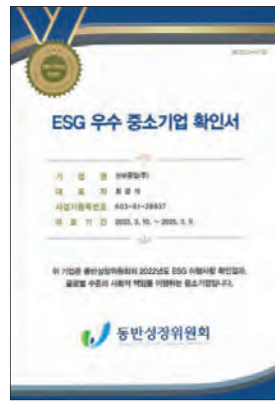 ESG 우수 중소기업 확인서
기 업 명
대 표 자
사업자등록번호 603-81-28937
유 효 기 간 2022. 3. 10. ~ 2025. 3. 9.
위 기업은 동반성장위원회의 2022년도 ESG 이행사항 확인결과,
글로벌 수준의 사회적 책임을 이행하는 중소기업입니다.
동반성장위원회